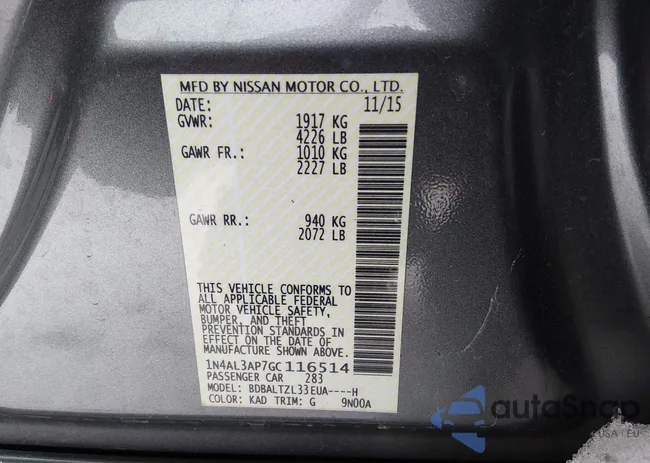 MFD BY NISSAN MOTOR CO., LTD.
DATE: 11/15
GVWR: 1917 KG
4226 LB
GAWR FR.: 1010 KG
2227 LB
GAWR RR.: 940 KG
2072 LB
THIS VEHICLE CONFORMS TO
ALL APPLICABLE FEDERAL
MOTOR VEHICLE SAFETY,
BUMPER, AND THEFT
PREVENTION STANDARDS IN
EFFECT ON THE DATE OF
MANUFACTURE SHOWN ABOVE.
1N4AL3AP7GC116514
PASSENGER CAR 283
MODEL: BDBALTZL33EUA----H
COLOR: KAD TRIM: G 9N00A
autoSnap
USA | EU